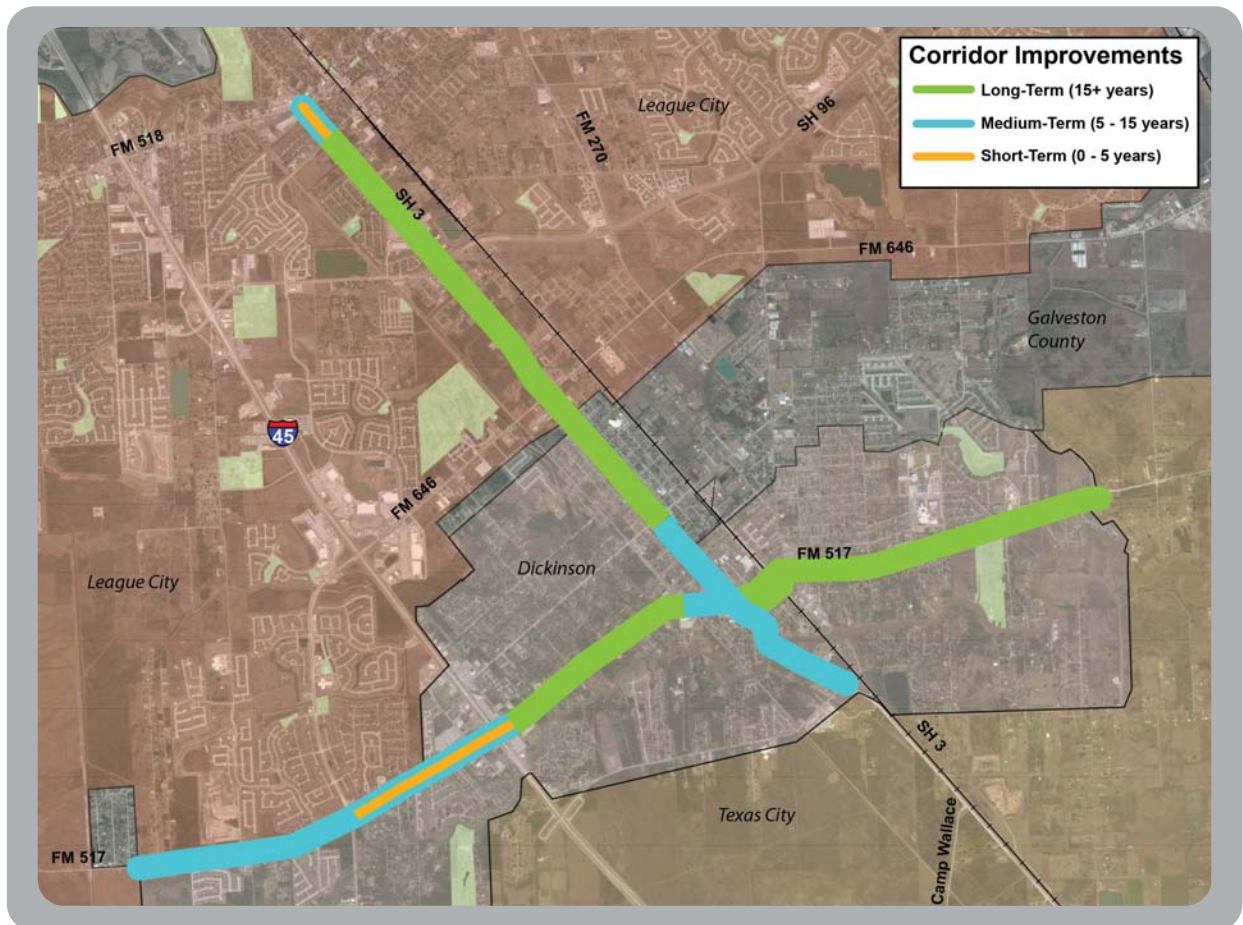 Corridor Improvements
Long-Term (15+ years)
Medium-Term (5 - 15 years)
Short-Term (0 - 5 years)
League City
SH 96
FM 270
FM 518
SH 3
FM 646
Galveston
County
45
FM 646
FM 517
Dickinson
League City
SH 3
Texas City
Camp Wallace
FM 517